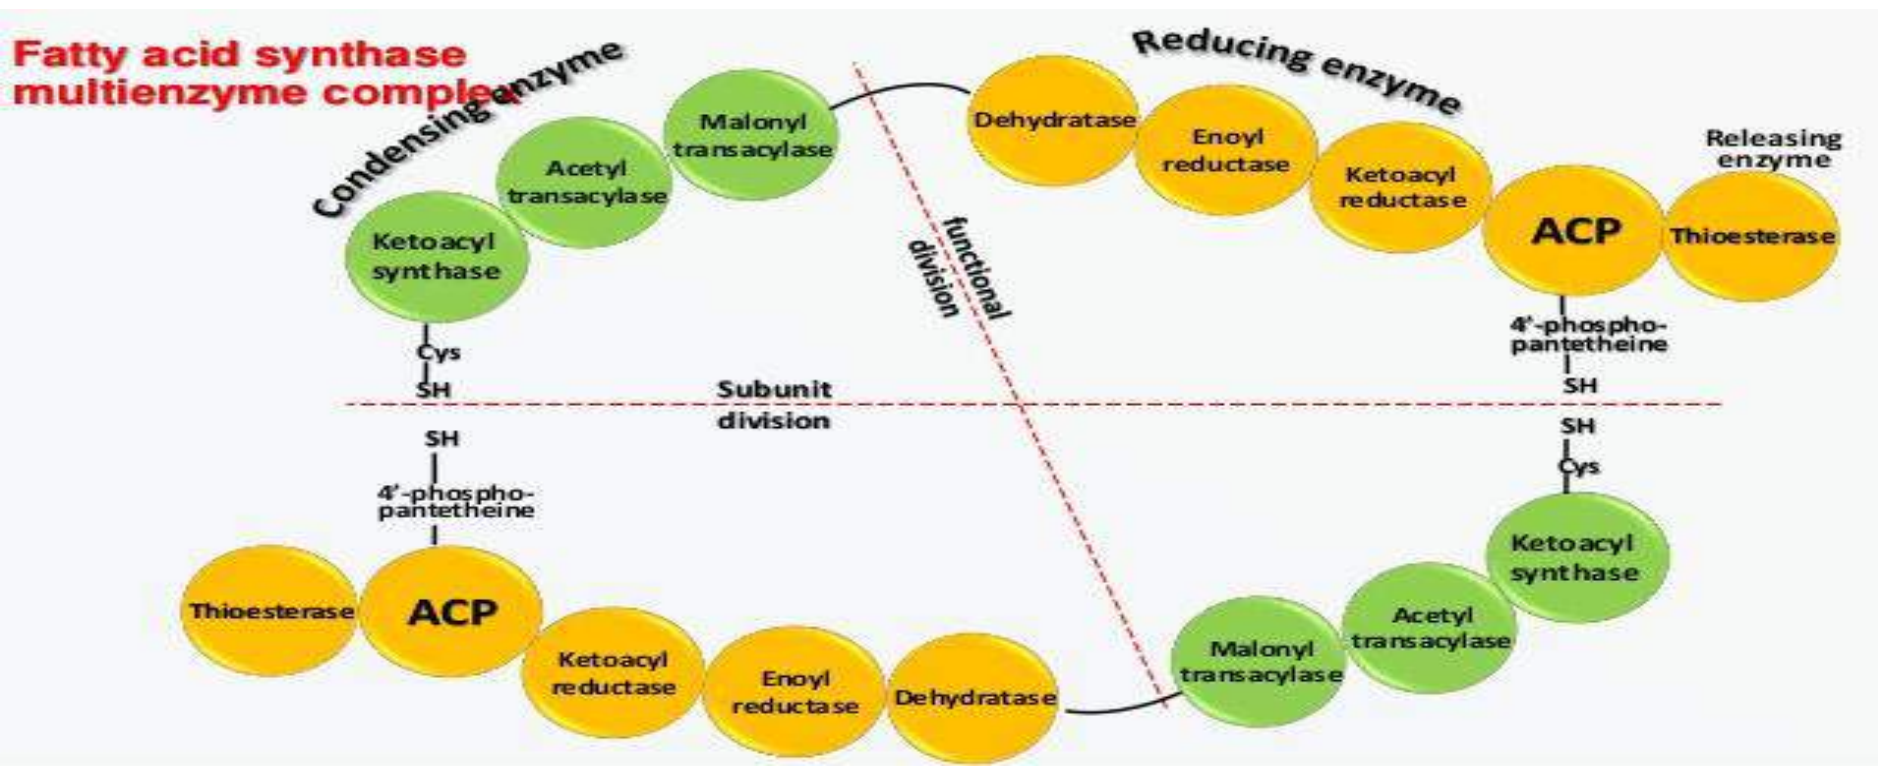 Fatty acid synthase
multienzyme complex
Condensing enzyme
Reducing enzyme
Releasing
enzyme
Ketoacyl
synthase
Acetyl
transacylase
Malonyl
transacylase
Dehydratase
Enoyl
reductase
Ketoacyl
reductase
ACP
Thioesterase
functional
division
Cys
SH
4'-phospho-
pantetheine
SH
Subunit
division
SH
4'-phospho-
pantetheine
SH
Cys
Thioesterase
ACP
Ketoacyl
reductase
Enoyl
reductase
Dehydratase
Malonyl
transacylase
Acetyl
transacylase
Ketoacyl
synthase